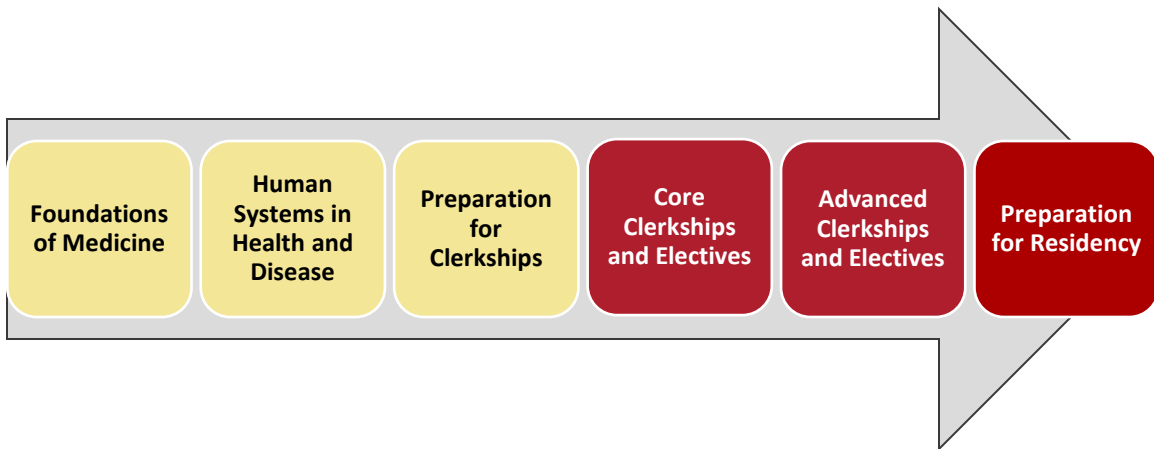 Foundations
of Medicine
Human
Systems in
Health and
Disease
Preparation
for
Clerkships
Core
Clerkships
and Electives
Advanced
Clerkships
and Electives
Preparation
for Residency